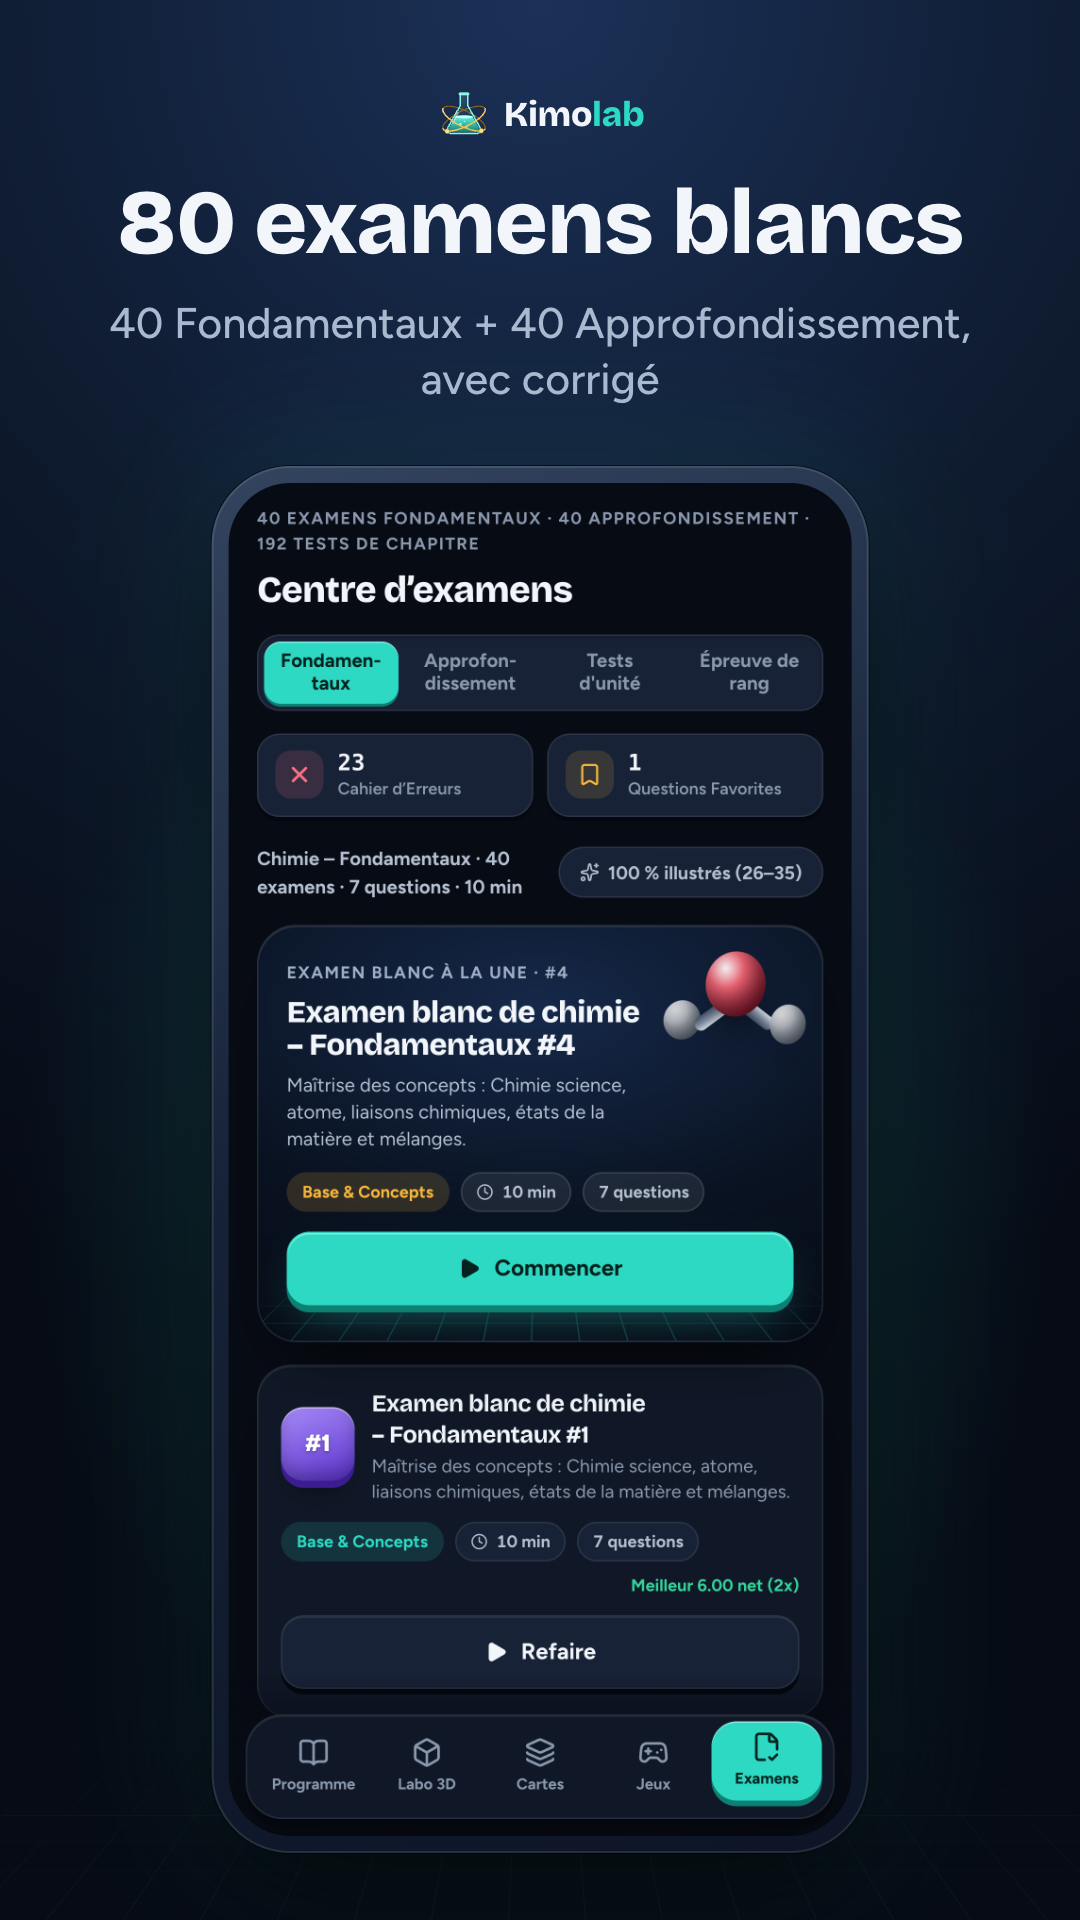 Kimolab
80 examens blancs
40 Fondamentaux + 40 Approfondissement,
avec corrigé
40 EXAMENS FONDAMENTAUX · 40 APPROFONDISSEMENT ·
192 TESTS DE CHAPITRE
Centre d’examens
Fondamen-
taux
Approfon-
dissement
Tests
d'unité
Épreuve de
rang
23
Cahier d’Erreurs
1
Questions Favorites
Chimie – Fondamentaux · 40
examens · 7 questions · 10 min
100 % illustrés (26–35)
EXAMEN BLANC À LA UNE · #4
Examen blanc de chimie
– Fondamentaux #4
Maîtrise des concepts : Chimie science,
atome, liaisons chimiques, états de la
matière et mélanges.
Base & Concepts
10 min
7 questions
Commencer
#1
Examen blanc de chimie
– Fondamentaux #1
Maîtrise des concepts : Chimie science, atome,
liaisons chimiques, états de la matière et mélanges.
Base & Concepts
10 min
7 questions
Meilleur 6.00 net (2x)
Refaire
Programme
Labo 3D
Cartes
Jeux
Examens